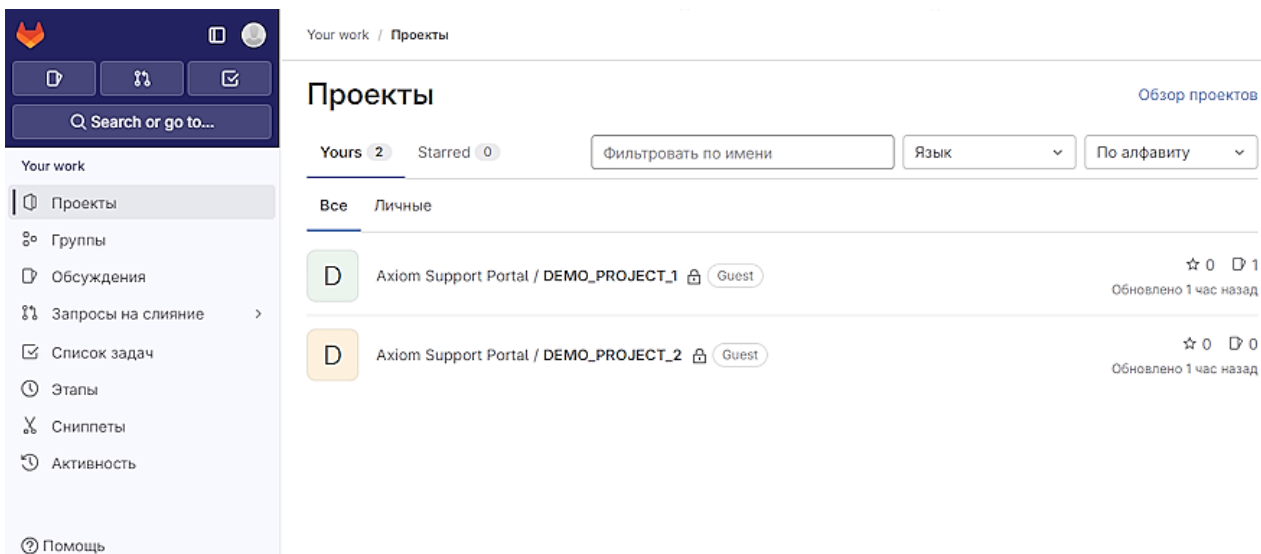 Your work / Проекты
Search or go to...
Your work
Проекты
Группы
Обсуждения
Запросы на слияние
Список задач
Этапы
Сниппеты
Активность
Помощь
Проекты
Обзор проектов
Yours 2 Starred 0 Фильтровать по имени Язык По алфавиту
Все Личные
D Axiom Support Portal / DEMO_PROJECT_1 Guest 0 1
Обновлено 1 час назад
D Axiom Support Portal / DEMO_PROJECT_2 Guest 0 0
Обновлено 1 час назад